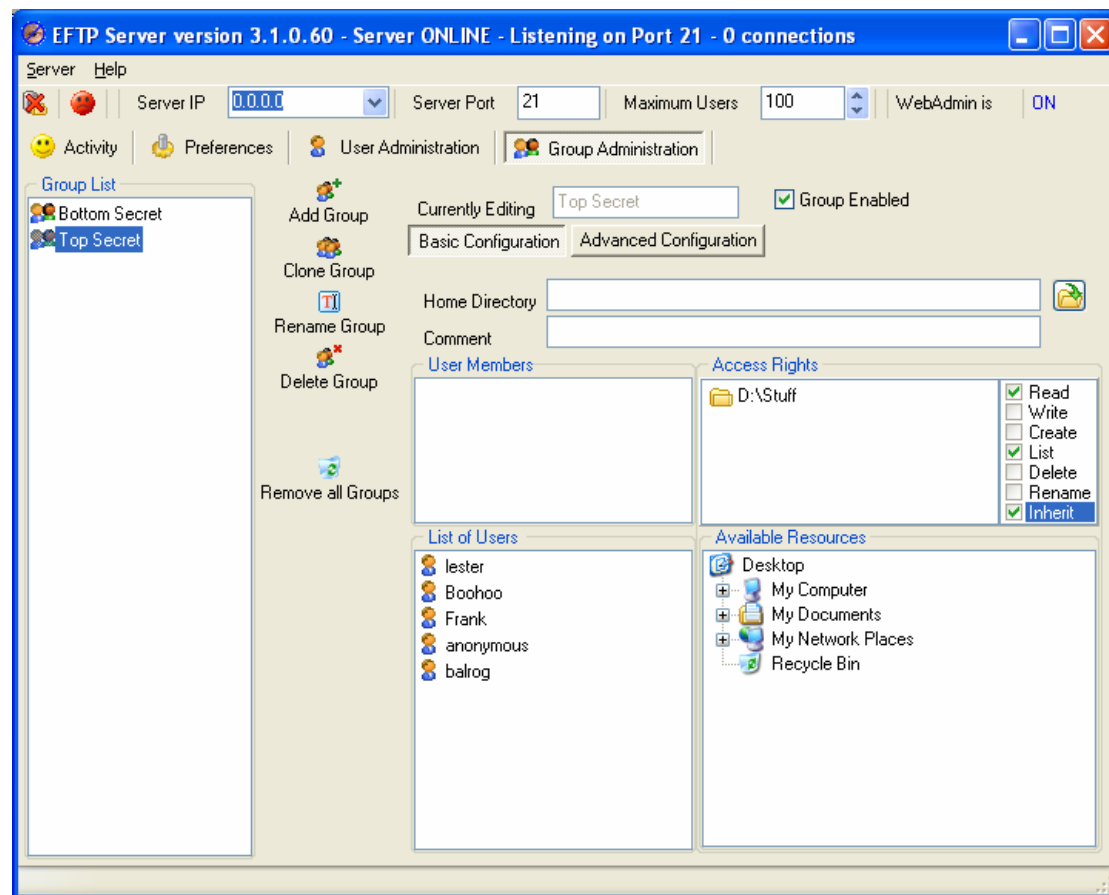 EFTP Server version 3.1.0.60 - Server ONLINE - Listening on Port 21 - 0 connections
Server Help
Server IP 0.0.0.0 Server Port 21 Maximum Users 100 WebAdmin is ON
Activity Preferences User Administration Group Administration
Group List
Bottom Secret
Top Secret
Add Group
Clone Group
Rename Group
Delete Group
Remove all Groups
Currently Editing Top Secret Group Enabled
Basic Configuration Advanced Configuration
Home Directory
Comment
User Members
Access Rights
D:\Stuff
Read
Write
Create
List
Delete
Rename
Inherit
List of Users
lester
Boohoo
Frank
anonymous
balrog
Available Resources
Desktop
My Computer
My Documents
My Network Places
Recycle Bin